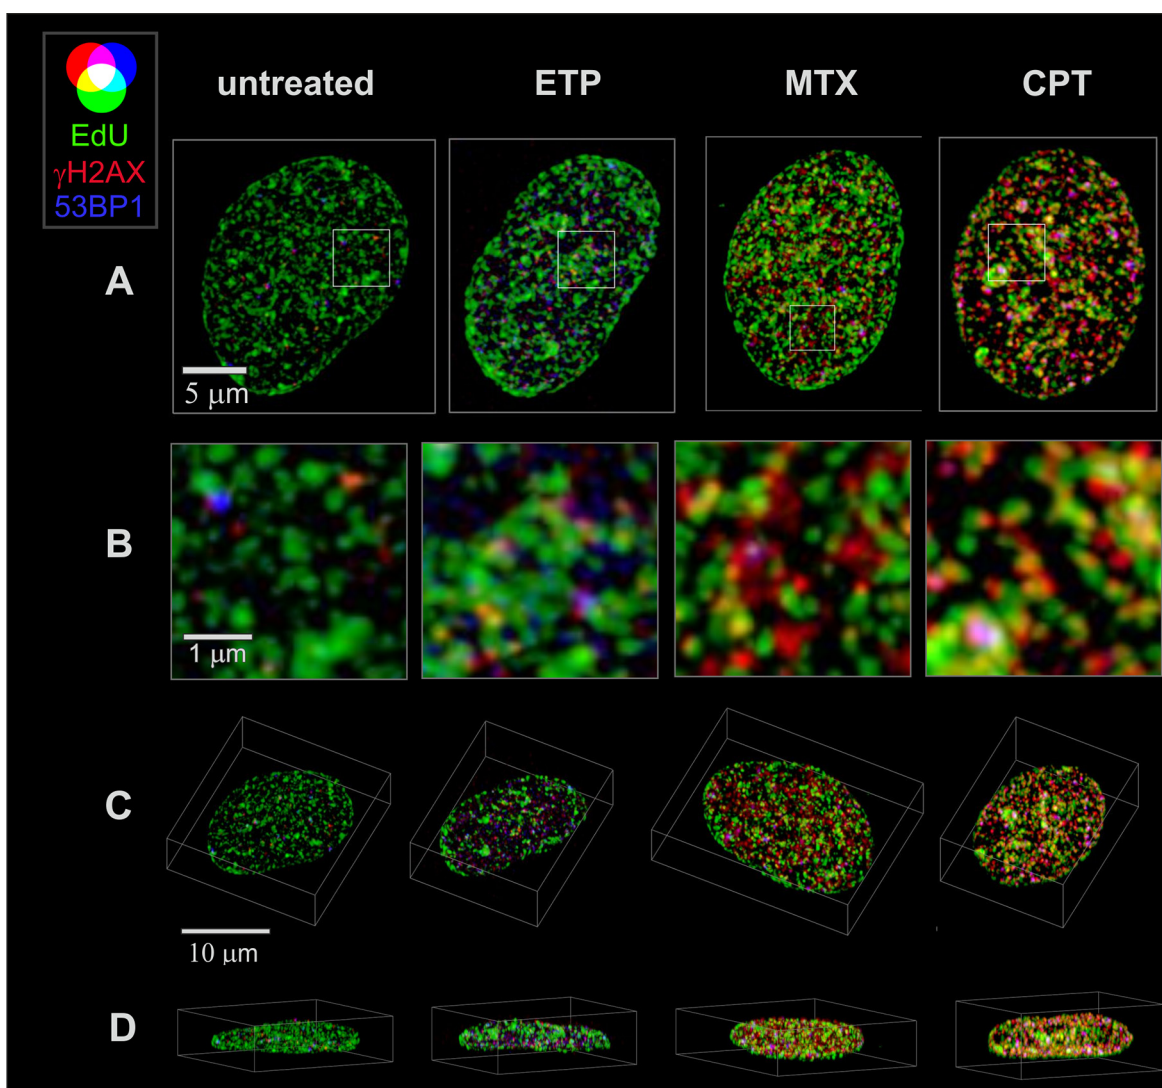 untreated ETP MTX CPT
EdU
γH2AX
53BP1
A
5 μm
B
1 μm
C
10 μm
D